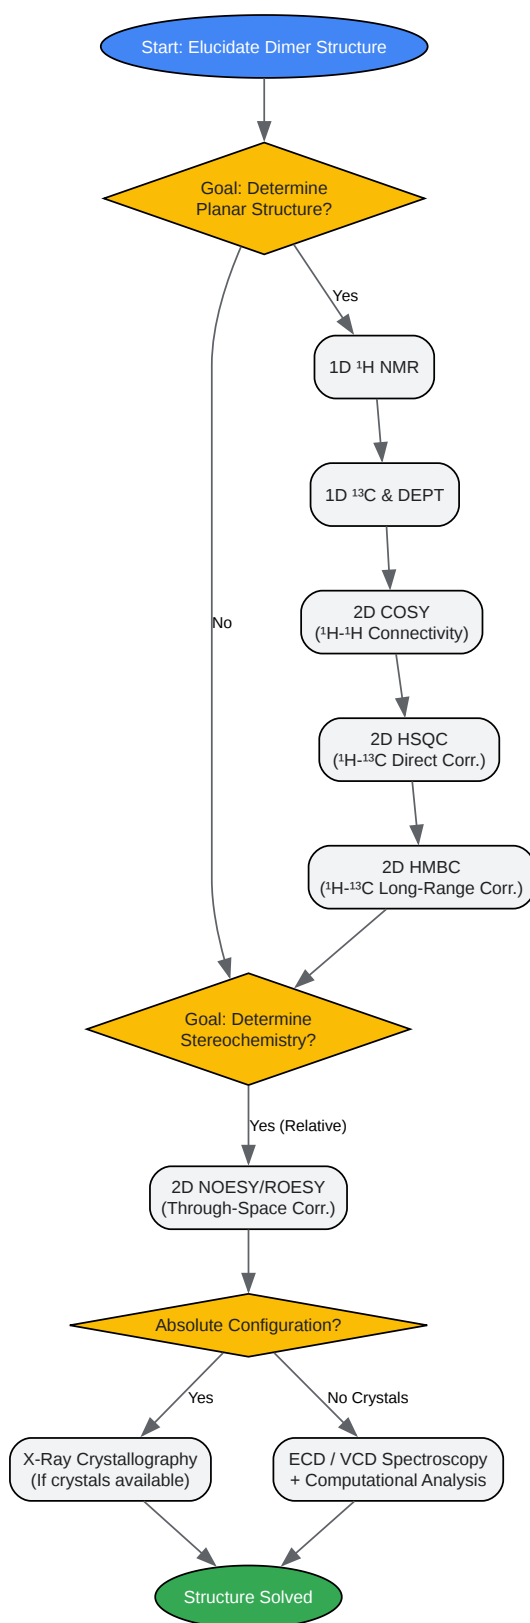 Start: Elucidate Dimer Structure
Goal: Determine
Planar Structure?
Yes
1D ¹H NMR
1D ¹³C & DEPT
2D COSY
(¹H-¹H Connectivity)
No
2D HSQC
(¹H-¹³C Direct Corr.)
2D HMBC
(¹H-¹³C Long-Range Corr.)
Goal: Determine
Stereochemistry?
Yes (Relative)
2D NOESY/ROESY
(Through-Space Corr.)
Absolute Configuration?
Yes
No Crystals
X-Ray Crystallography
(If crystals available)
ECD / VCD Spectroscopy
+ Computational Analysis
Structure Solved